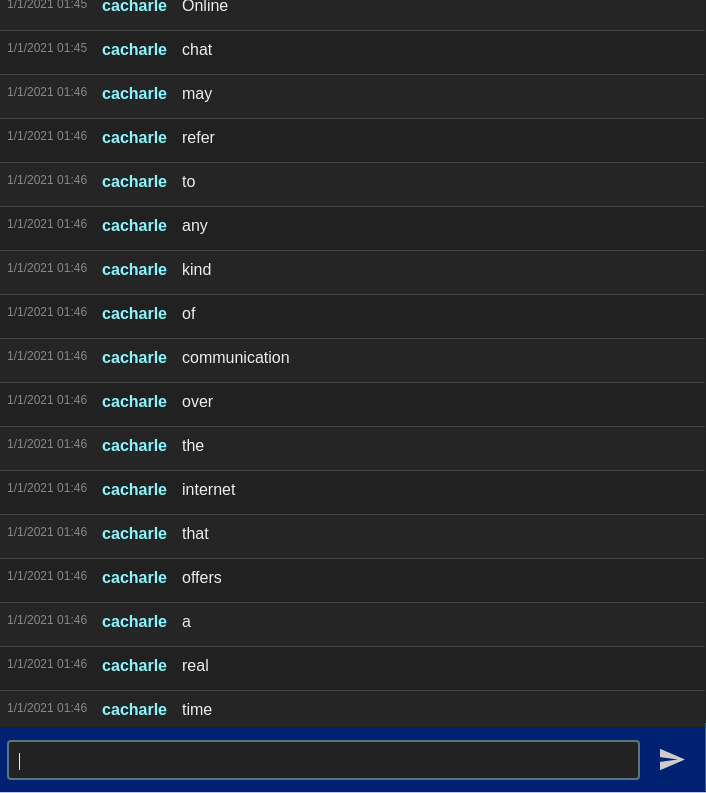 1/1/2021 01:45 cacharle Online
1/1/2021 01:45 cacharle chat
1/1/2021 01:46 cacharle may
1/1/2021 01:46 cacharle refer
1/1/2021 01:46 cacharle to
1/1/2021 01:46 cacharle any
1/1/2021 01:46 cacharle kind
1/1/2021 01:46 cacharle of
1/1/2021 01:46 cacharle communication
1/1/2021 01:46 cacharle over
1/1/2021 01:46 cacharle the
1/1/2021 01:46 cacharle internet
1/1/2021 01:46 cacharle that
1/1/2021 01:46 cacharle offers
1/1/2021 01:46 cacharle a
1/1/2021 01:46 cacharle real
1/1/2021 01:46 cacharle time